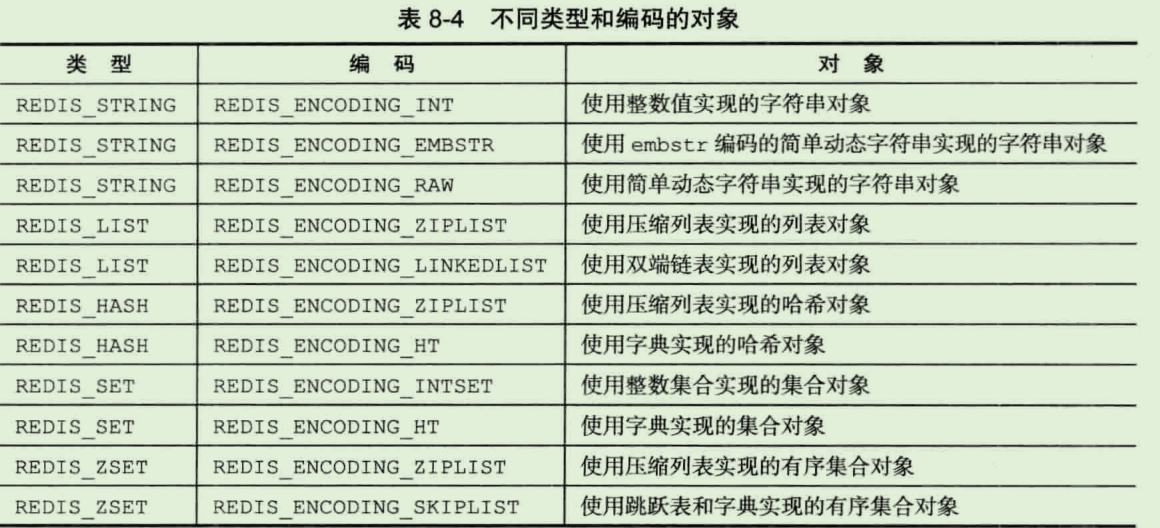 表 8-4 不同类型和编码的对象
类 型 编 码 对 象
REDIS_STRING REDIS_ENCODING_INT 使用整数值实现的字符串对象
REDIS_STRING REDIS_ENCODING_EMBSTR 使用 embstr 编码的简单动态字符串实现的字符串对象
REDIS_STRING REDIS_ENCODING_RAW 使用简单动态字符串实现的字符串对象
REDIS_LIST REDIS_ENCODING_ZIPLIST 使用压缩列表实现的列表对象
REDIS_LIST REDIS_ENCODING_LINKEDLIST 使用双端链表实现的列表对象
REDIS_HASH REDIS_ENCODING_ZIPLIST 使用压缩列表实现的哈希对象
REDIS_HASH REDIS_ENCODING_HT 使用字典实现的哈希对象
REDIS_SET REDIS_ENCODING_INTSET 使用整数集合实现的集合对象
REDIS_SET REDIS_ENCODING_HT 使用字典实现的集合对象
REDIS_ZSET REDIS_ENCODING_ZIPLIST 使用压缩列表实现的有序集合对象
REDIS_ZSET REDIS_ENCODING_SKIPLIST 使用跳跃表和字典实现的有序集合对象